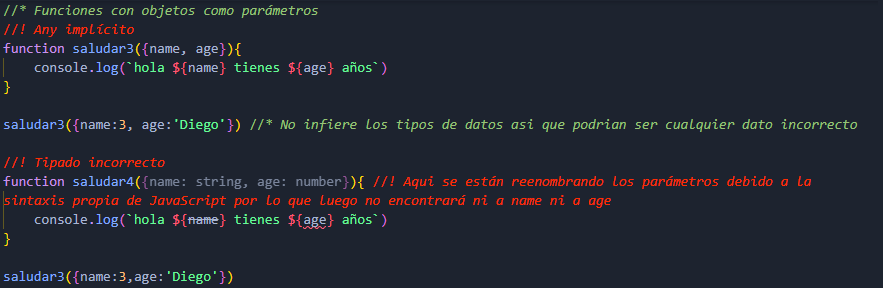 //* Funciones con objetos como parámetros
//! Any implícito
function saludar3({name, age}){
    console.log(`hola ${name} tienes ${age} años`)
}
saludar3({name:3, age:'Diego'}) //* No infiere los tipos de datos asi que podrian ser cualquier dato incorrecto
//! Tipado incorrecto
function saludar4({name: string, age: number}){ //! Aqui se están reenombrando los parámetros debido a la
sintaxis propia de JavaScript por lo que luego no encontrará ni a name ni a age
    console.log(`hola ${name} tienes ${age} años`)
}
saludar3({name:3,age:'Diego'})